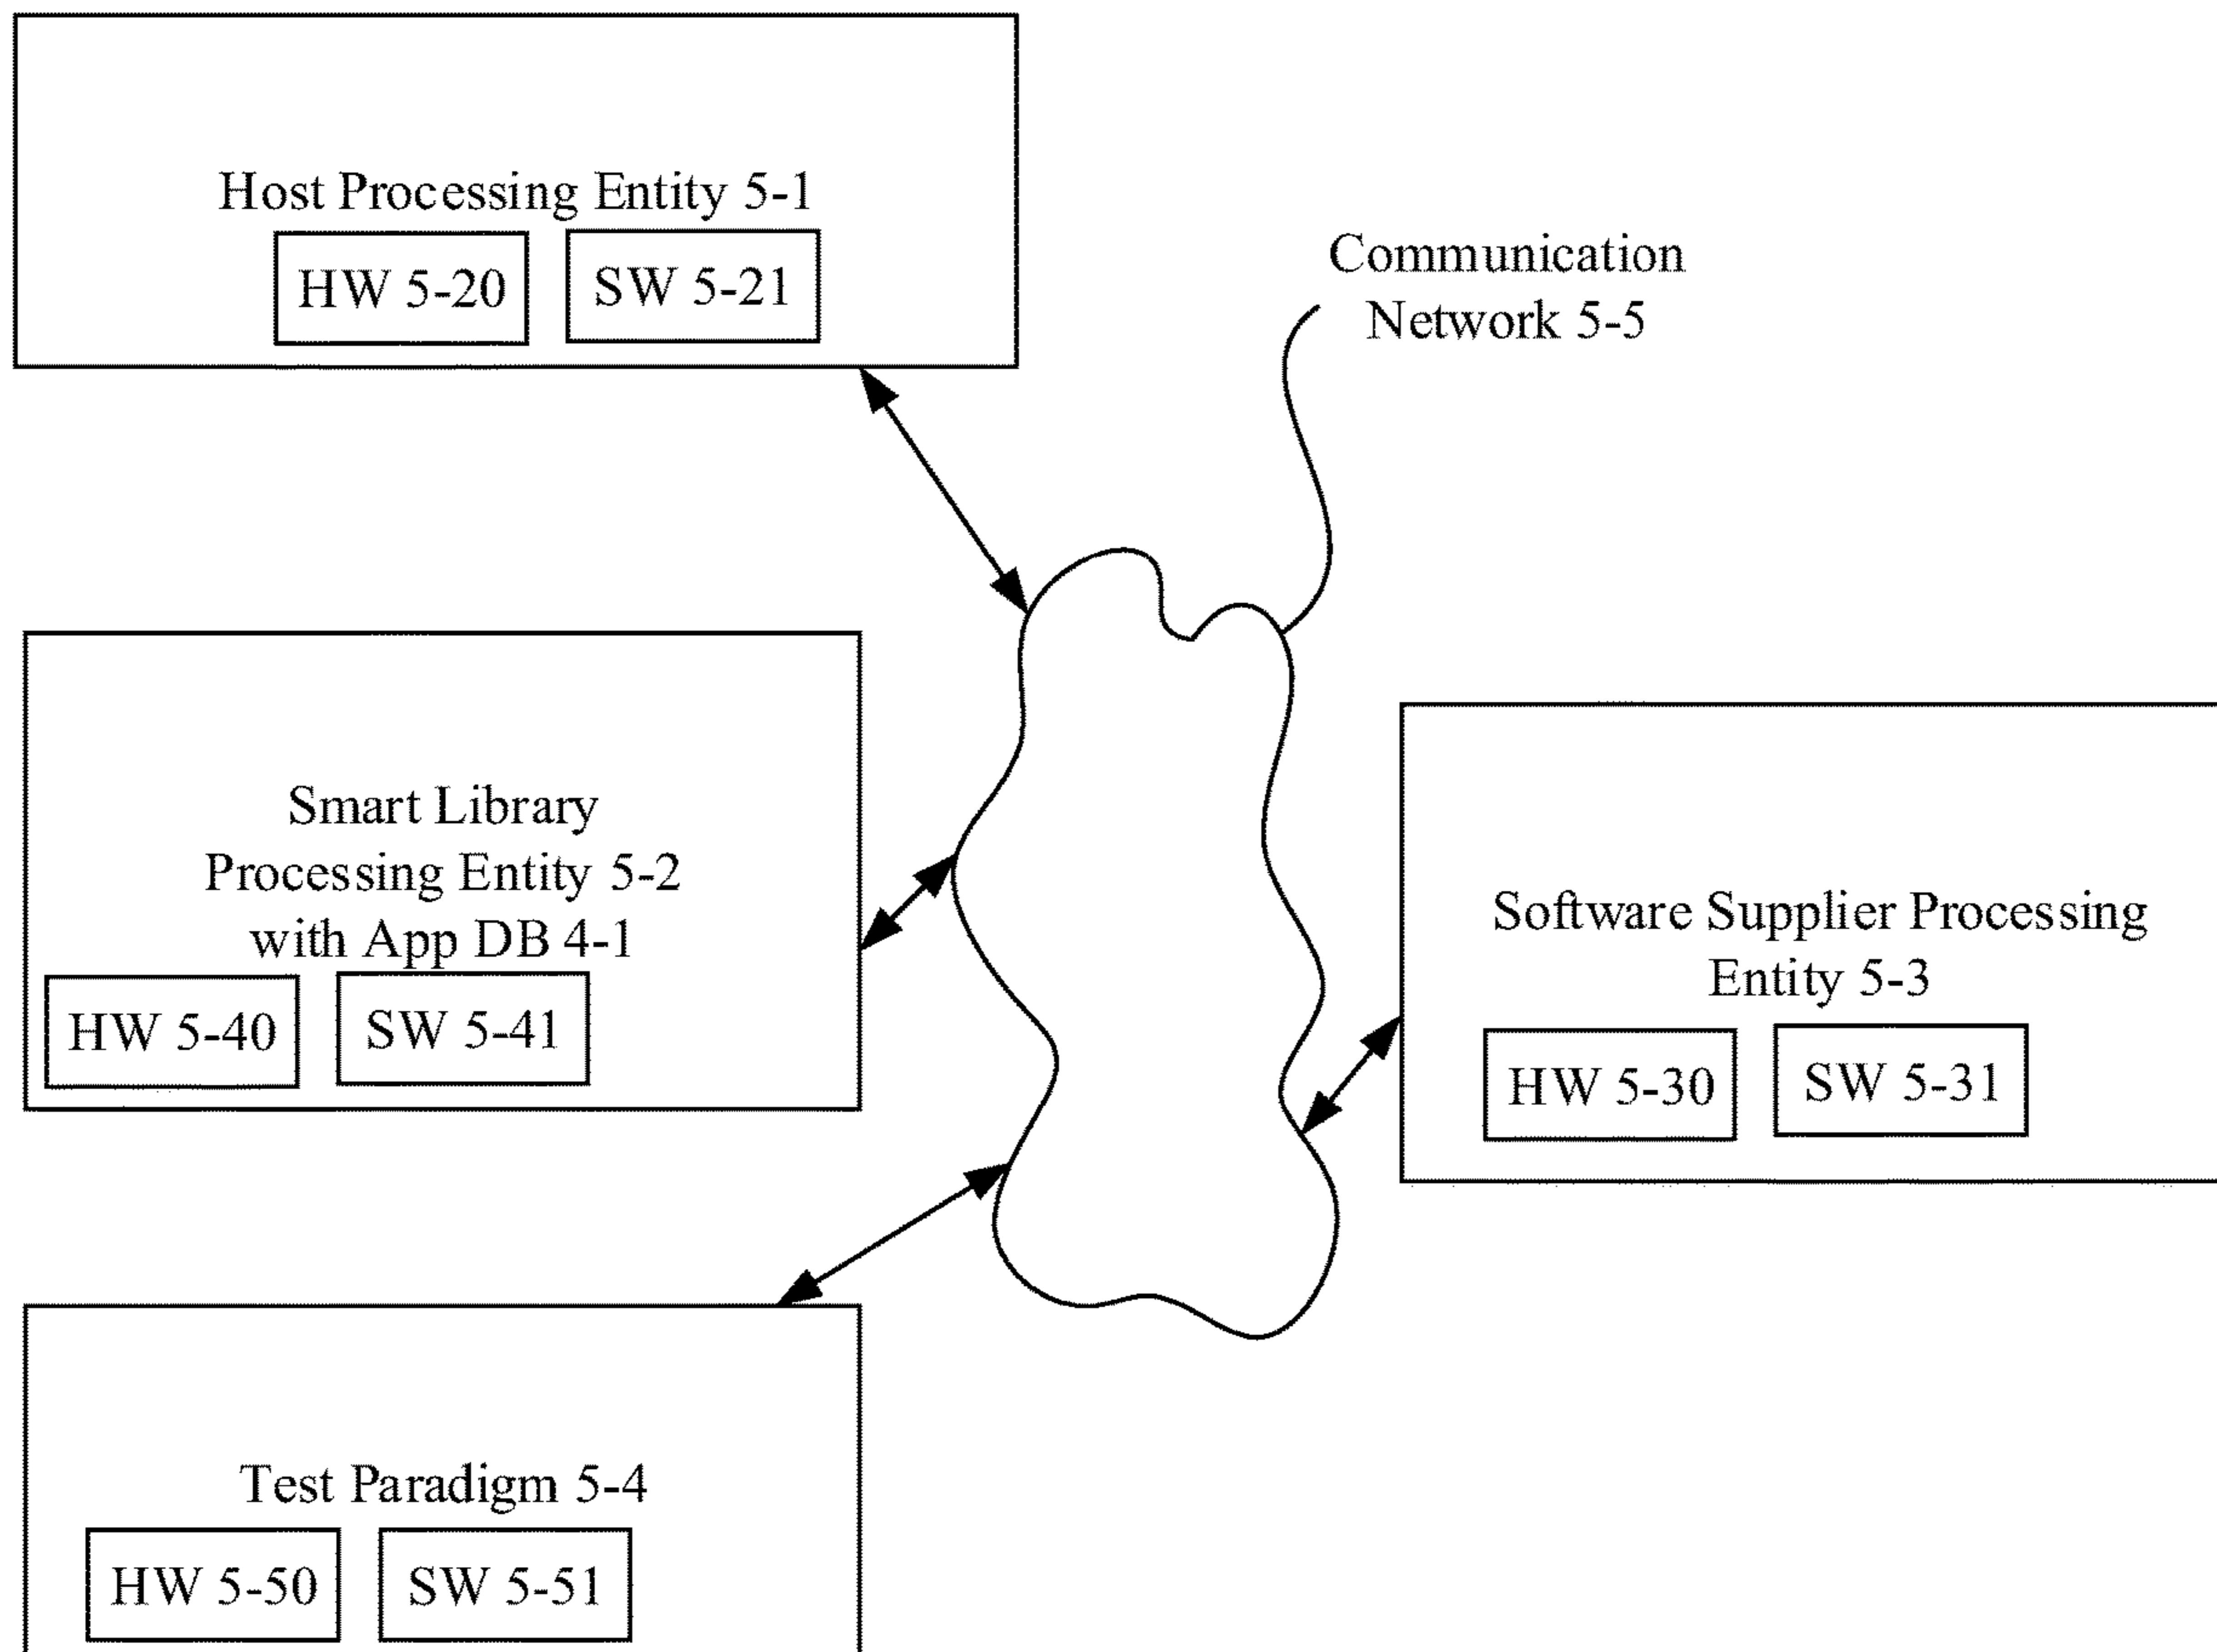 Host Processing Entity 5-1
HW 5-20
SW 5-21
Communication
Network 5-5
Smart Library
Processing Entity 5-2
with App DB 4-1
HW 5-40
SW 5-41
Software Supplier Processing
Entity 5-3
HW 5-30
SW 5-31
Test Paradigm 5-4
HW 5-50
SW 5-51